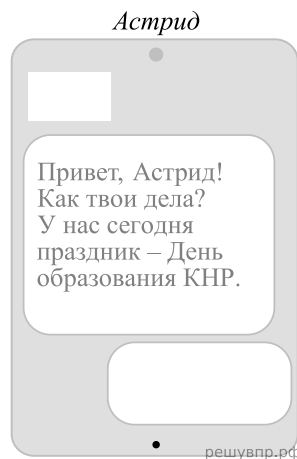 Астрид
Привет, Астрид!
Как твои дела?
У нас сегодня
праздник – День
образования КНР.
решувпр.рф